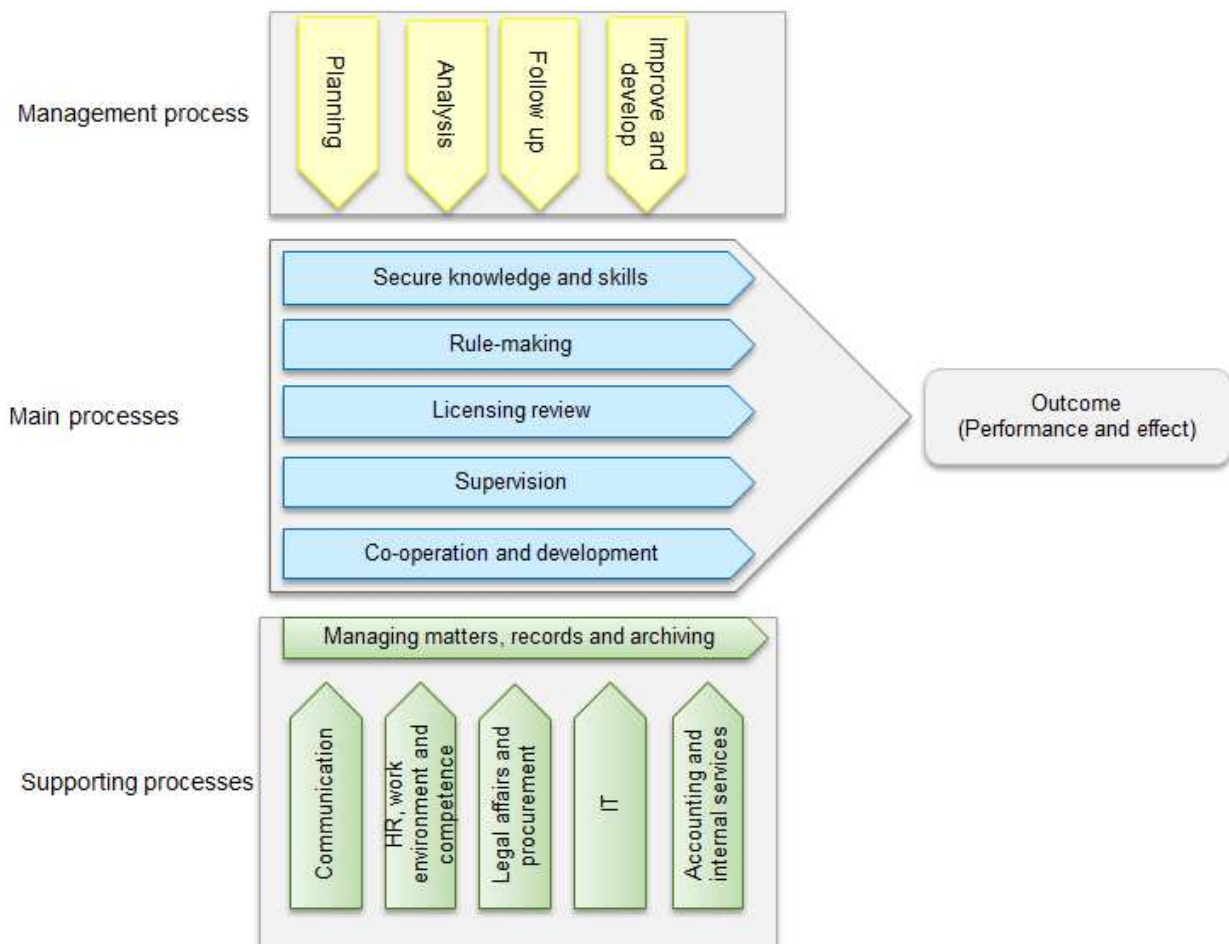 Management process
Planning
Analysis
Follow up
Improve and
develop
Main processes
Secure knowledge and skills
Rule-making
Licensing review
Supervision
Co-operation and development
Outcome
(Performance and effect)
Supporting processes
Managing matters, records and archiving
Communication
HR, work
environment and
competence
Legal affairs and
procurement
IT
Accounting and
internal services